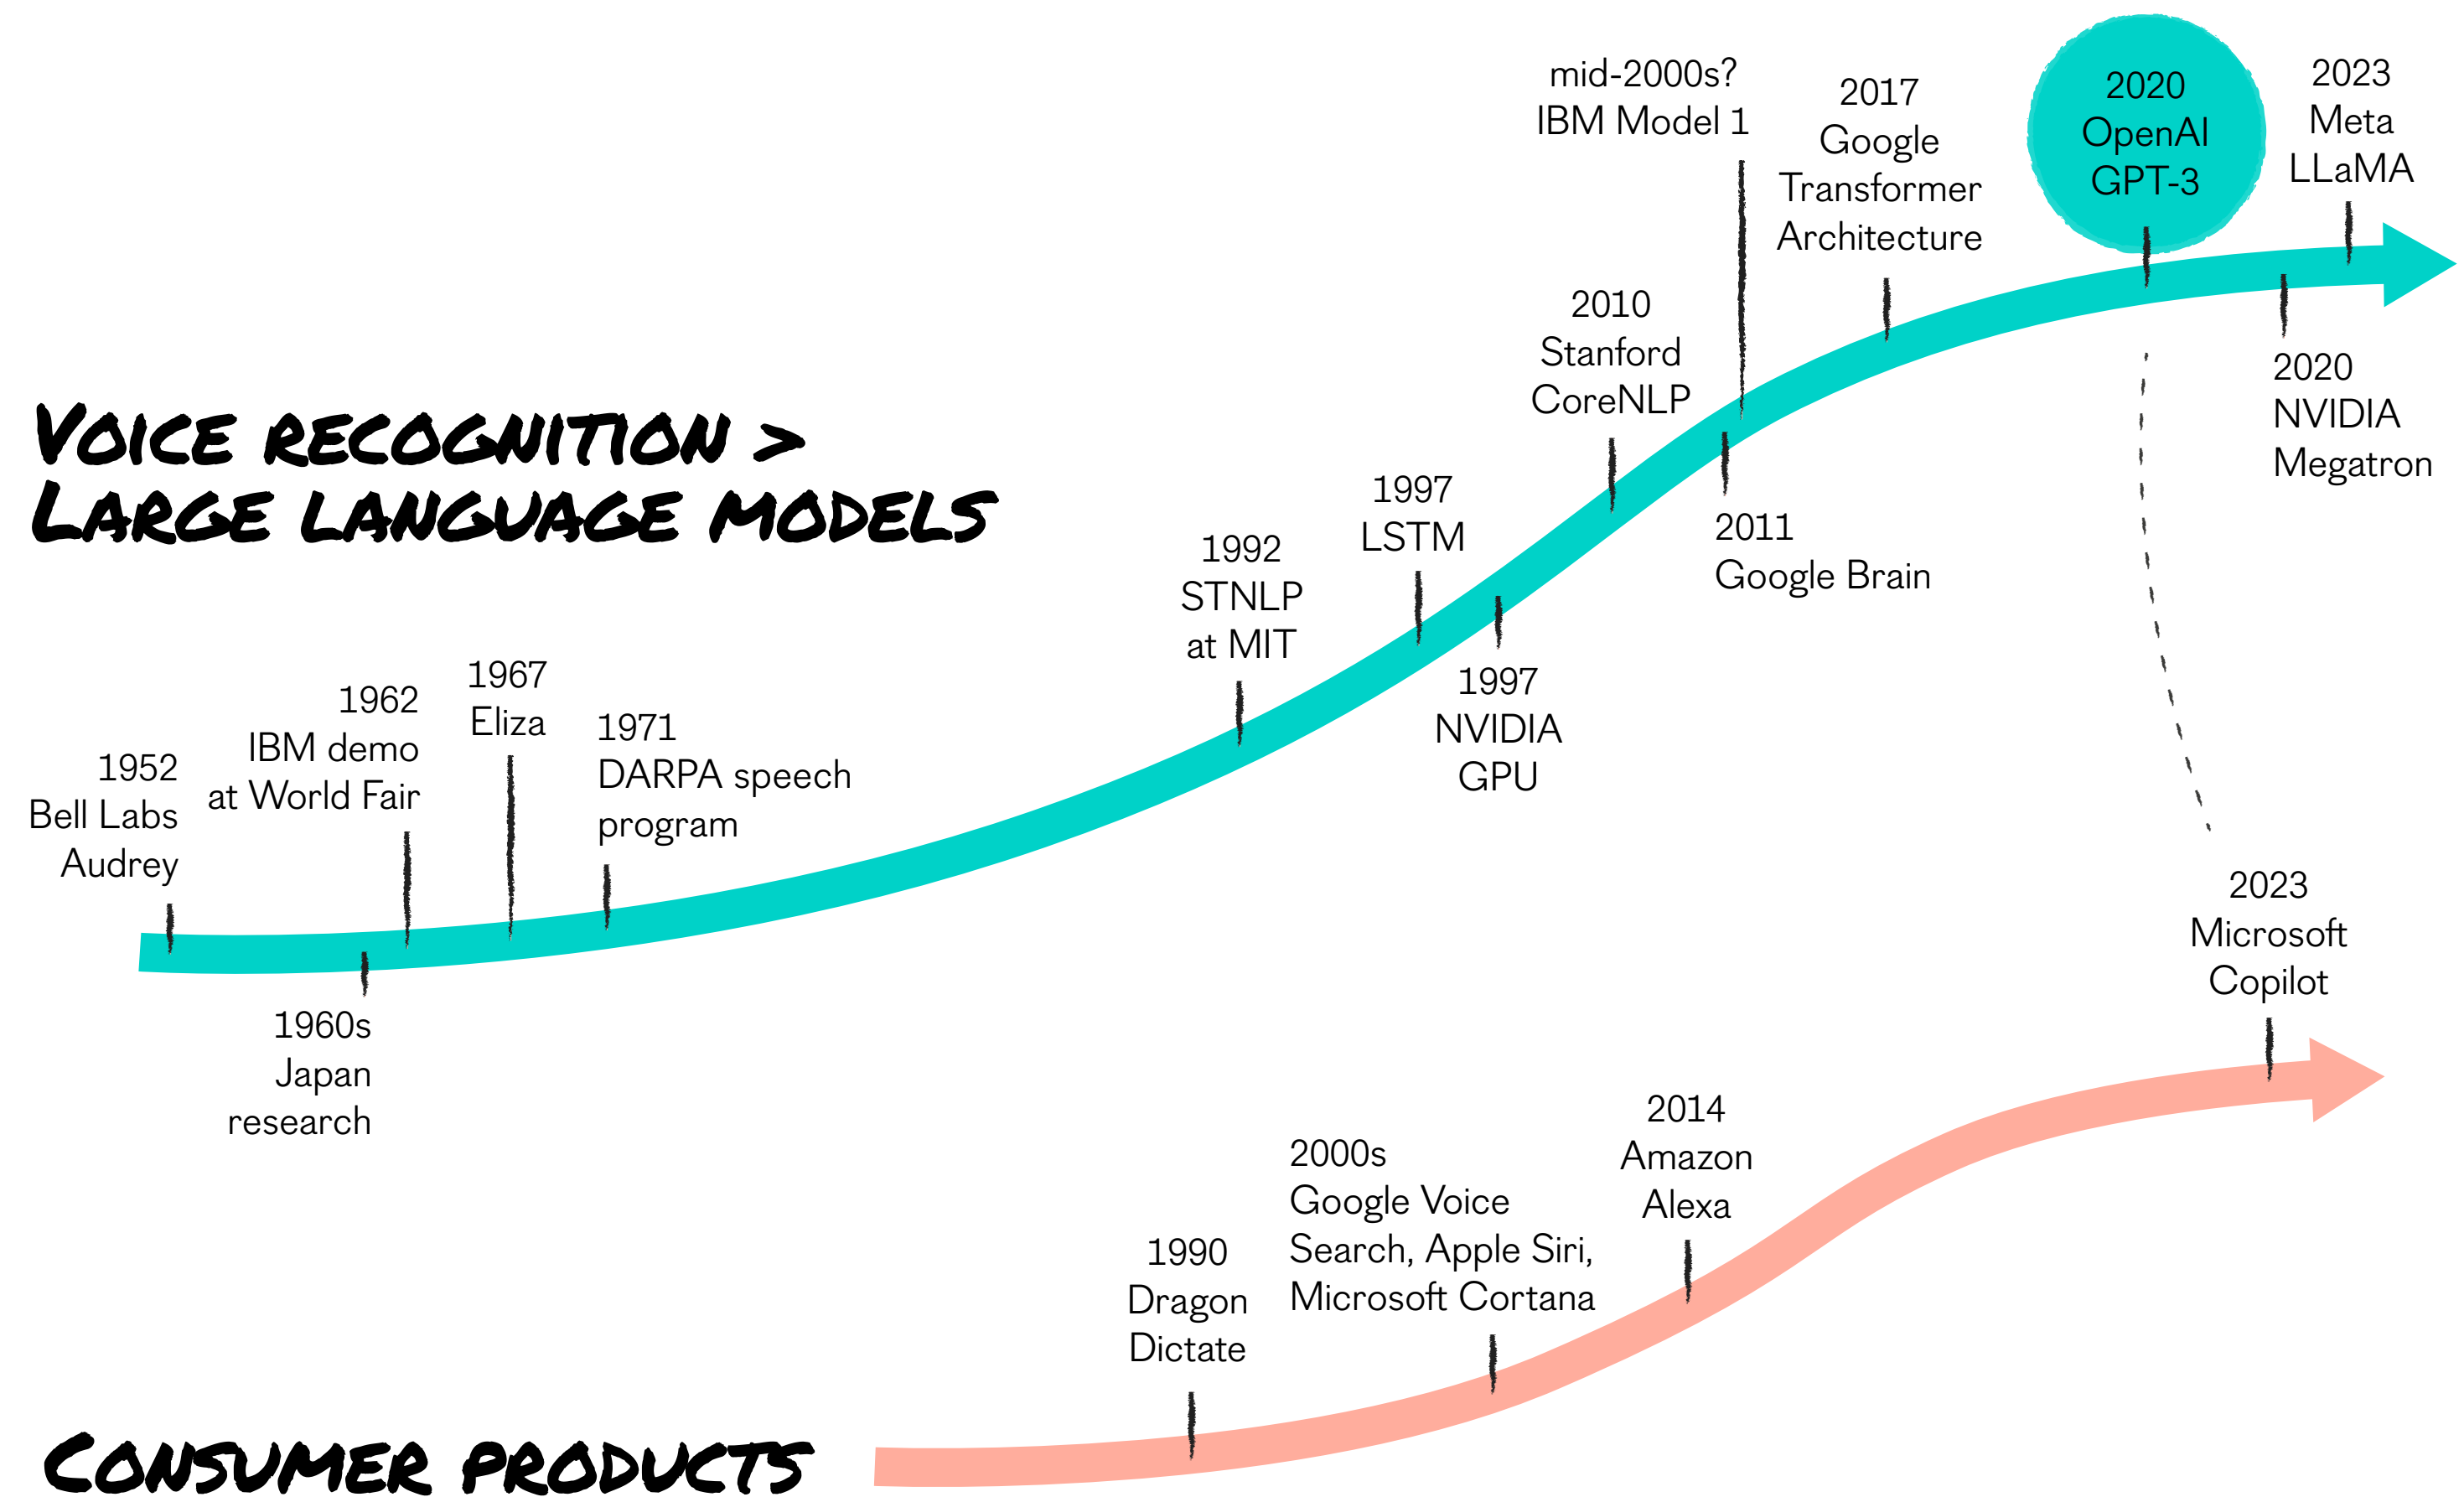 VOICE RECOGNITION >
LARGE LANGUAGE MODELS
1952
Bell Labs
Audrey
1960s
Japan
research
1962
IBM demo
at World Fair
1967
Eliza
1971
DARPA speech
program
1992
STNLP
at MIT
1997
LSTM
1997
NVIDIA
GPU
2010
Stanford
CoreNLP
2011
Google Brain
mid-2000s?
IBM Model 1
2017
Google
Transformer
Architecture
2020
OpenAI
GPT-3
2020
NVIDIA
Megatron
2023
Meta
LLaMA
CONSUMER PRODUCTS
1990
Dragon
Dictate
2000s
Google Voice
Search, Apple Siri,
Microsoft Cortana
2014
Amazon
Alexa
2023
Microsoft
Copilot